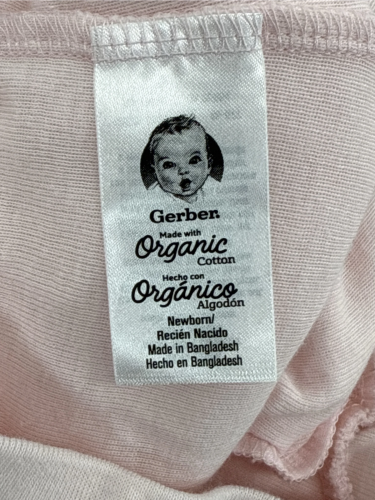 Gerber
Made with
Organic
Cotton
Hecho con
Orgánico
Algodón
Newborn/
Recién Nacido
Made in Bangladesh
Hecho en Bangladesh